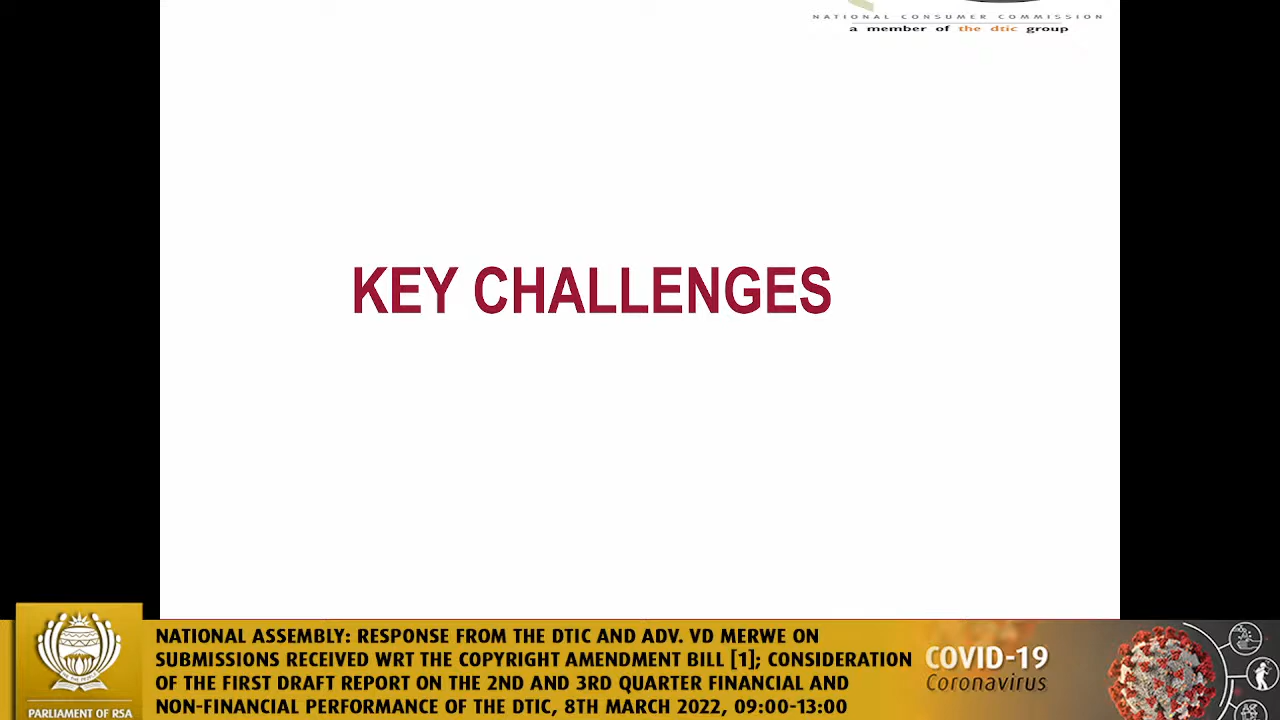 NATIONAL CONSUMER COMMISSION
a member of the dtic group
KEY CHALLENGES
NATIONAL ASSEMBLY: RESPONSE FROM THE DTIC AND ADV. VD MERWE ON
SUBMISSIONS RECEIVED WRT THE COPYRIGHT AMENDMENT BILL [1]; CONSIDERATION
OF THE FIRST DRAFT REPORT ON THE 2ND AND 3RD QUARTER FINANCIAL AND
NON-FINANCIAL PERFORMANCE OF THE DTIC, 8TH MARCH 2022, 09:00-13:00
PARLIAMENT OF RSA
COVID-19
Coronavirus